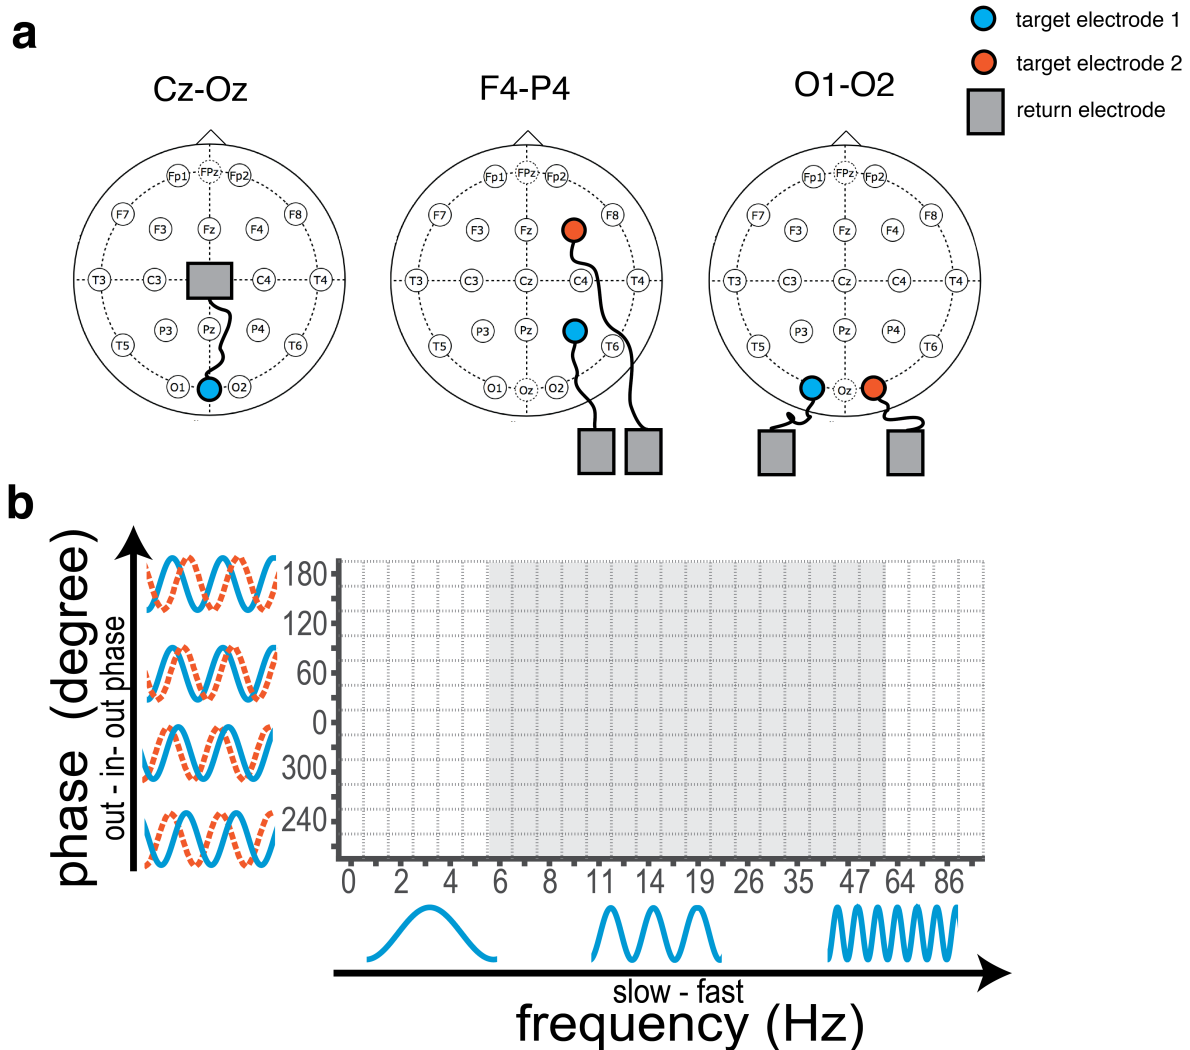 a
target electrode 1
target electrode 2
return electrode
Cz-Oz
F4-P4
O1-O2
Fp1 FPz Fp2
F7 F8
F3 Fz F4
T3 C3 C4 T4
P3 Pz P4
T5 T6
O1 O2
Fp1 FPz Fp2
F7 F8
F3 Fz
T3 C3 Cz C4 T4
P3 Pz
T5 T6
O1 Oz O2
Fp1 FPz Fp2
F7 F8
F3 Fz F4
T3 C3 Cz C4 T4
P3 Pz P4
T5 T6
Oz
b
phase (degree)
out - in- out phase
180
120
60
0
300
240
0 2 4 6 8 11 14 19 26 35 47 64 86
slow - fast
frequency (Hz)